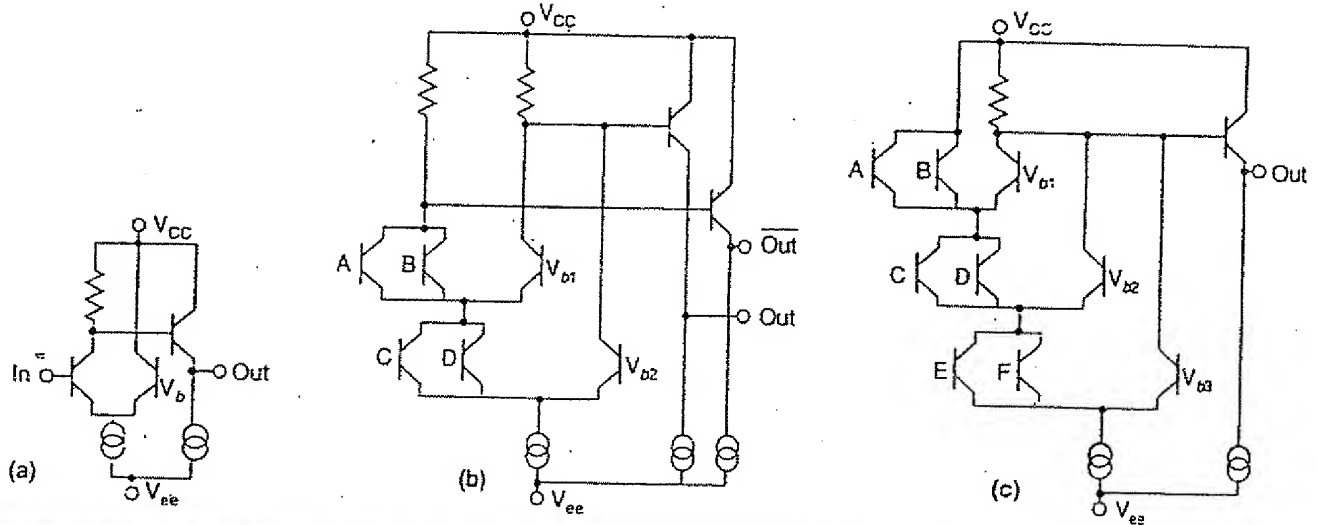 V_CC
In
V_b
Out
V_ee
(a)
V_CC
A
B
V_b1
Out
Out
C
D
V_b2
V_ee
(b)
V_CC
A
B
V_b1
Out
C
D
V_b2
E
F
V_b3
V_ee
(c)